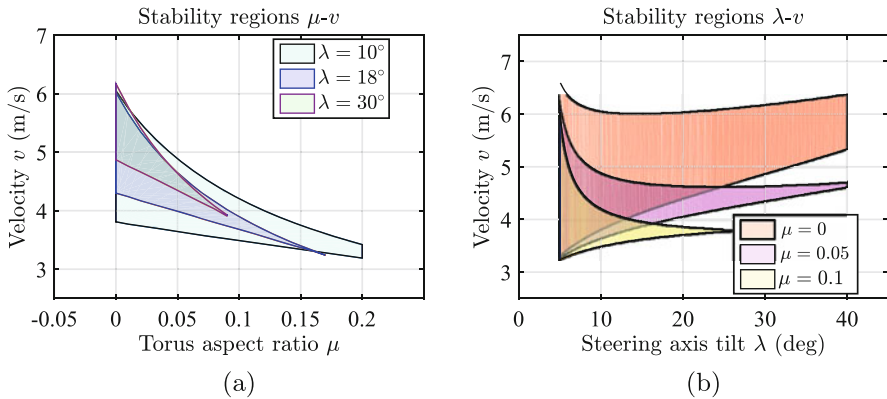 Stability regions μ-v
7
6
5
4
3
-0.05 0 0.05 0.1 0.15 0.2
Velocity v (m/s)
Torus aspect ratio μ
λ = 10°
λ = 18°
λ = 30°
(a)
Stability regions λ-v
7
6
5
4
3
0 10 20 30 40
Velocity v (m/s)
Steering axis tilt λ (deg)
μ = 0
μ = 0.05
μ = 0.1
(b)